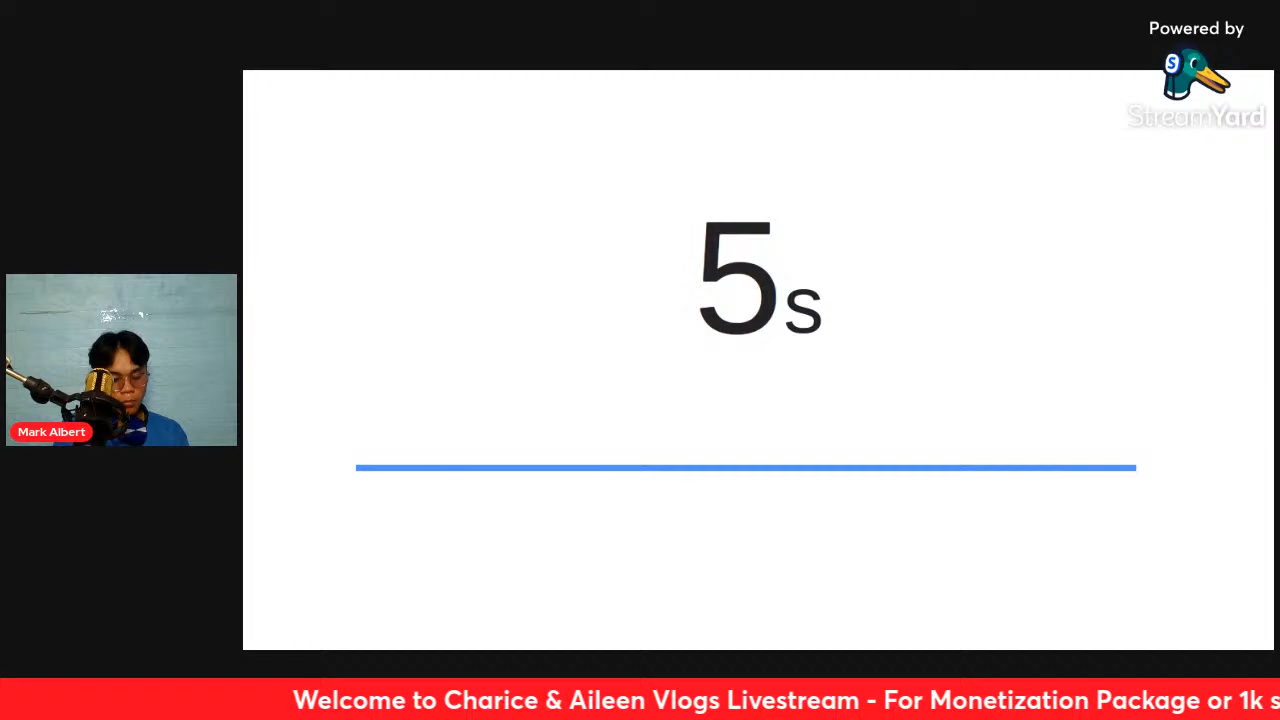 Powered by
S
StreamYard
5s
Mark Albert
Welcome to Charice & Aileen Vlogs Livestream - For Monetization Package or 1k s